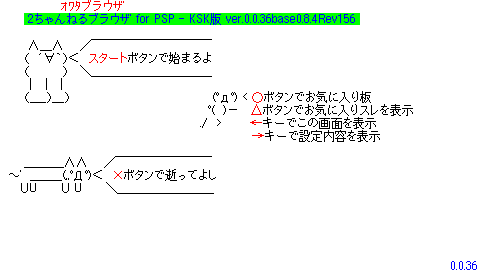 ｵﾜﾀブラウザ
2ちゃんねるブラウザ for PSP - KSK版 ver.0.0.36base0.6.4Rev156
∧＿∧
(　´∀｀)＜　スタートボタンで始まるよ
(　　　　)
｜ ｜ ｜
(＿_)＿)
(ﾟдﾟ)＜ ○ボタンでお気に入り板
ﾟ(　)－　△ボタンでお気に入りスレを表示
./　>　←キーでこの画面を表示
→キーで設定内容を表示
＿＿＿＿∧∧
～'　＿＿__(,,ﾟДﾟ)＜　×ボタンで逝ってよし
ＵＵ　　　Ｕ Ｕ
0.0.36